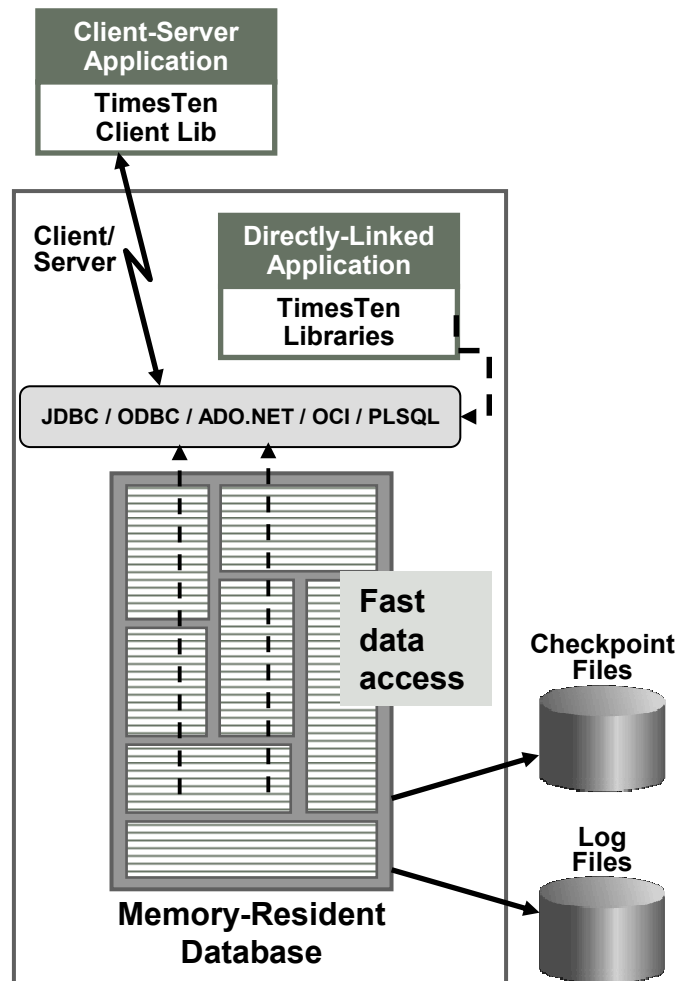 Client-Server
Application
TimesTen
Client Lib
Client/
Server
Directly-Linked
Application
TimesTen
Libraries
JDBC / ODBC / ADO.NET / OCI / PLSQL
Fast
data
access
Checkpoint
Files
Log
Files
Memory-Resident
Database